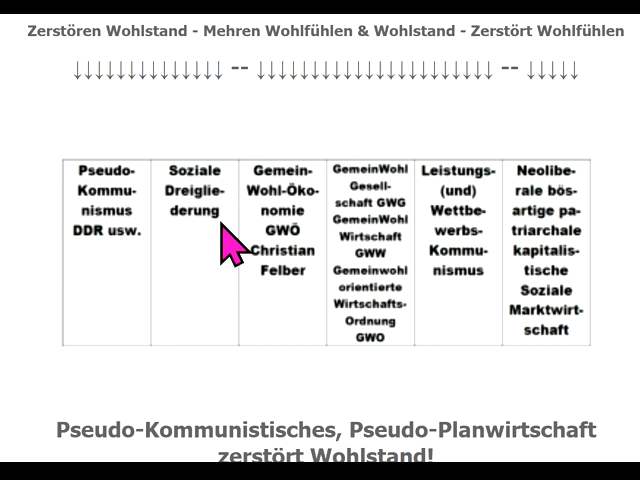 Zerstören Wohlstand - Mehren Wohlfühlen & Wohlstand - Zerstört Wohlfühlen
↓↓↓↓↓↓↓↓↓↓↓↓↓↓ -- ↓↓↓↓↓↓↓↓↓↓↓↓↓↓↓↓↓↓↓↓↓↓ -- ↓↓↓↓↓
Pseudo-
Kommu-
nismus
DDR usw.
Soziale
Dreiglie-
derung
Gemein-
Wohl-Öko-
nomie
GWÖ
Christian
Felber
GemeinWohl
Gesell-
schaft GWG
GemeinWohl
Wirtschaft
GWW
Gemeinwohl
orientierte
Wirtschafts-
Ordnung
GWO
Leistungs-
(und)
Wettbe-
werbs-
Kommu-
nismus
Neolibe-
rale bös-
artige pa-
triarchale
kapitalis-
tische
Soziale
Marktwirt-
schaft
Pseudo-Kommunistisches, Pseudo-Planwirtschaft
zerstört Wohlstand!